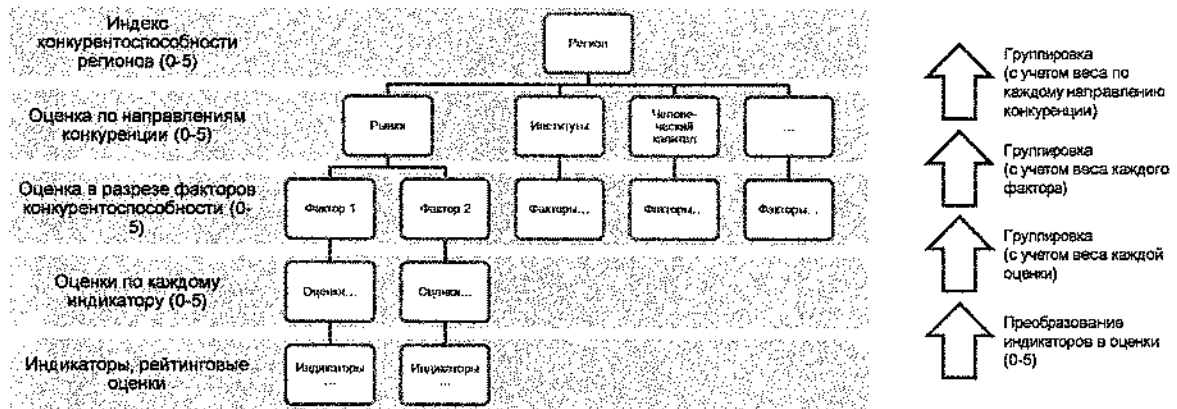 Индекс
конкурентоспособности
регионов (0-5)
Регион
Оценка по направлениям
конкуренции (0-5)
Рынки
Институты
Человече-
ческий
капитал
...
Оценка в разрезе факторов
конкурентоспособности (0-
5)
Фактор 1
Фактор 2
Факторы...
Факторы...
Факторы...
Оценки по каждому
индикатору (0-5)
Оценки...
Оценки...
Индикаторы, рейтинговые
оценки
Индикаторы
...
Индикаторы
...
Группировка
(с учетом веса по
каждому направлению
конкуренции)
Группировка
(с учетом веса каждого
фактора)
Группировка
(с учетом веса каждой
оценки)
Преобразование
индикаторов в оценки
(0-5)